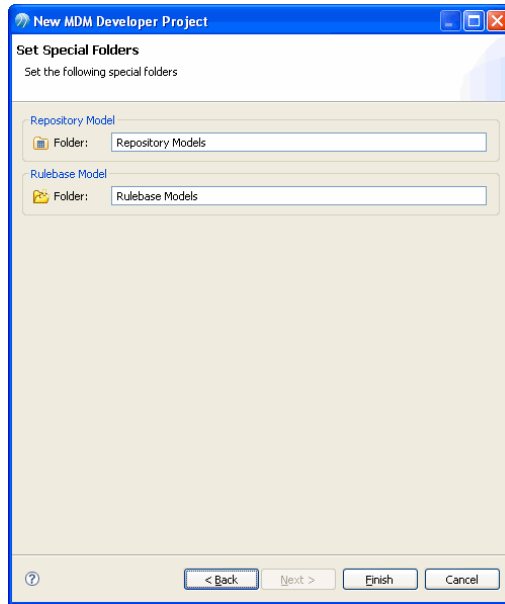 New MDM Developer Project
Set Special Folders
Set the following special folders
Repository Model
Folder: Repository Models
Rulebase Model
Folder: Rulebase Models
? < Back Next > Finish Cancel